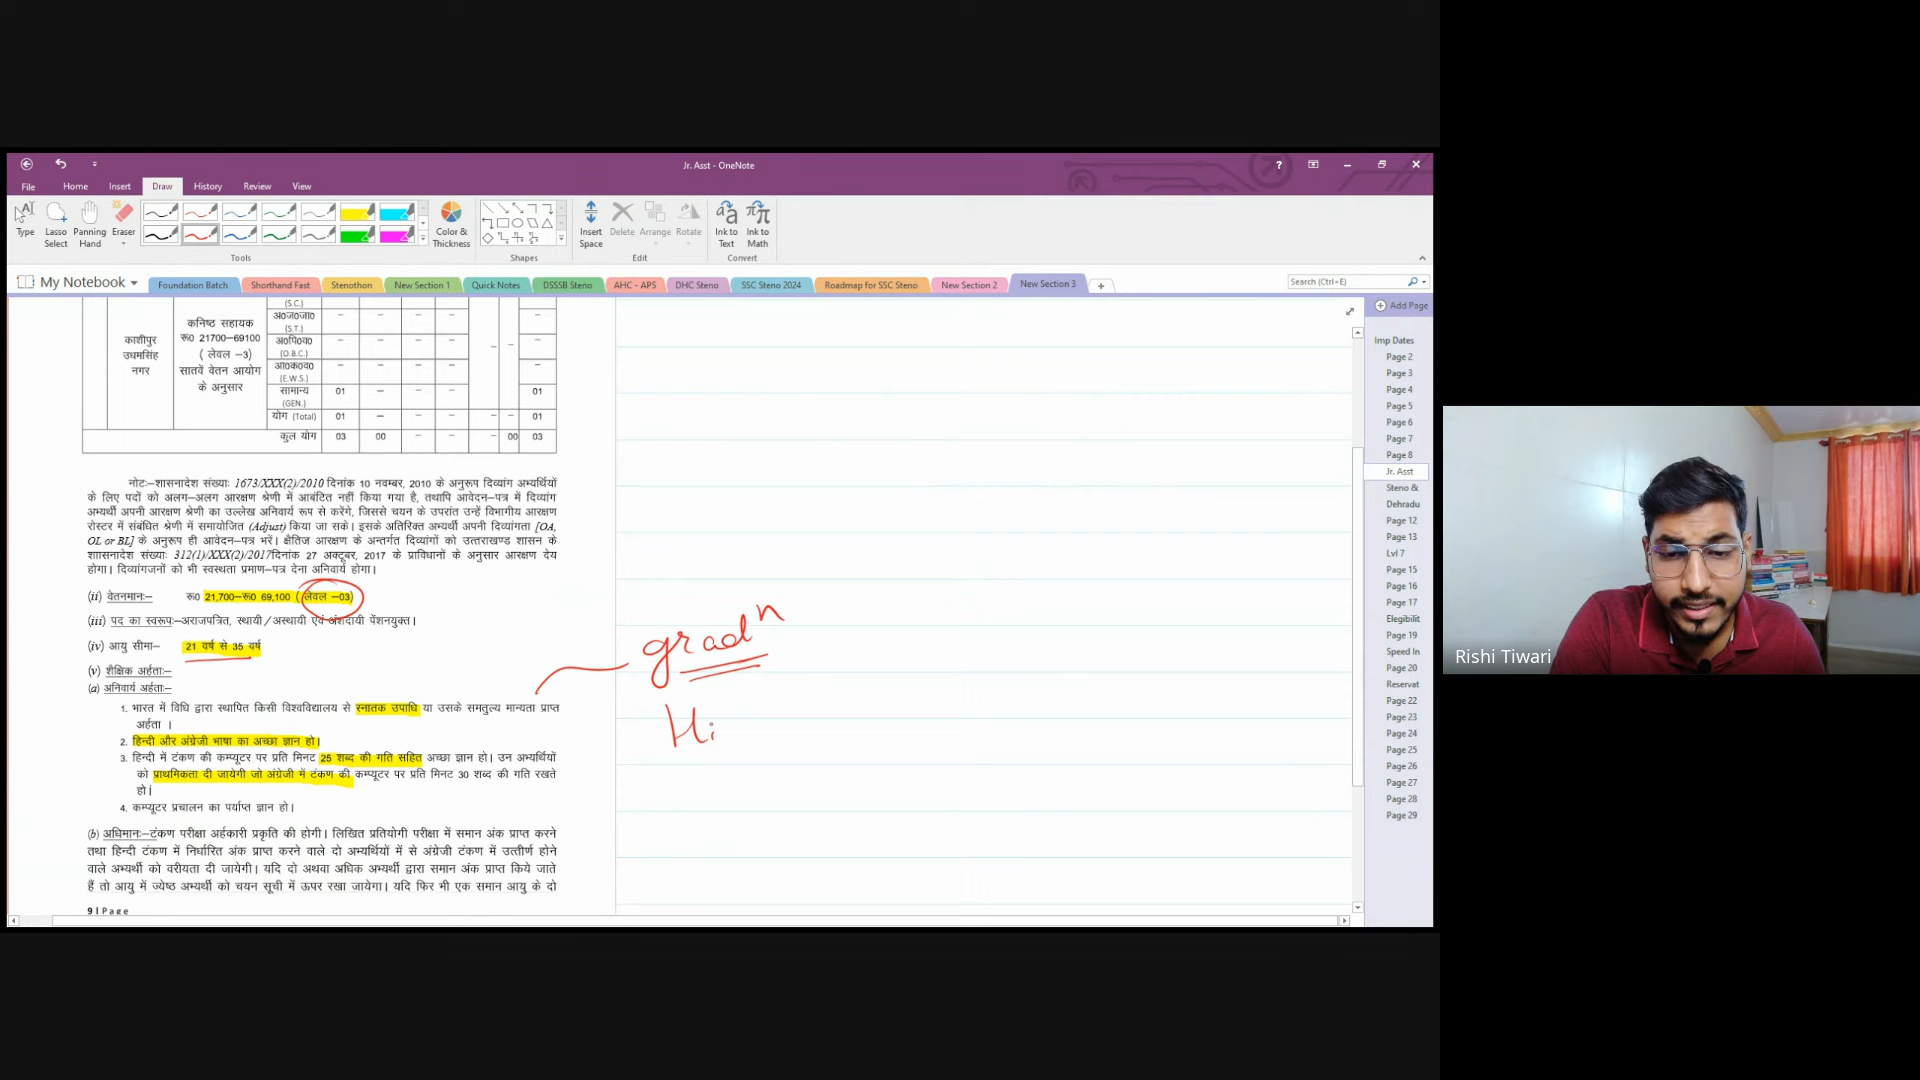 Jr. Asst - OneNote
?
File
Home
Insert
Draw
History
Review
View
Type
Lasso Select
Panning Hand
Eraser
Color & Thickness
Insert Space
Delete
Arrange
Rotate
Ink to Text
Ink to Math
Tools
Shapes
Edit
Convert
My Notebook
Foundation Batch
Shorthand Fast
Stenothon
New Section 1
Quick Notes
DSSSB Steno
AHC - APS
DHC Steno
SSC Steno 2024
Roadmap for SSC Steno
New Section 2
New Section 3
Search (Ctrl+E)
Add Page
काशीपुर
उधमसिंह
नगर
कनिष्ठ सहायक
रू0 21700–69100
( लेवल –3)
सातवें वेतन आयोग
के अनुसार
(S.C.)
अ0ज0जा0 – – – – –
(S.T.)
अ0पि0व0 – – – – – – –
(O.B.C.)
आ0क0व0 – – – – –
(E.W.S.)
सामान्य 01 – – – 01
(GEN.)
योग (Total) 01 – – – – – 01
कुल योग 03 00 – – – 00 03
नोटः–शासनादेश संख्याः 1673/XXX(2)/2010 दिनांक 10 नवम्बर, 2010 के अनुरूप दिव्यांग अभ्यर्थियों
के लिए पदों को अलग–अलग आरक्षण श्रेणी में आबंटित नहीं किया गया है, तथापि आवेदन–पत्र में दिव्यांग
अभ्यर्थी अपनी आरक्षण श्रेणी का उल्लेख अनिवार्य रूप से करेंगे, जिससे चयन के उपरांत उन्हें विभागीय आरक्षण
रोस्टर में संबंधित श्रेणी में समायोजित (Adjust) किया जा सके। इसके अतिरिक्त अभ्यर्थी अपनी दिव्यांगता [OA,
OL or BL] के अनुरूप ही आवेदन–पत्र भरें। क्षैतिज आरक्षण के अन्तर्गत दिव्यांगों को उत्तराखण्ड शासन के
शाासनादेश संख्याः 312(1)/XXX(2)/2017दिनांक 27 अक्टूबर, 2017 के प्राविधानों के अनुसार आरक्षण देय
होगा। दिव्यांगजनों को भी स्वस्थता प्रमाण–पत्र देना अनिवार्य होगा।
(ii) वेतनमानः– रू0 21,700–रू0 69,100 ( लेवल –03)
(iii) पद का स्वरूपः–अराजपत्रित, स्थायी/अस्थायी एवं अंशदायी पेंशनयुक्त।
(iv) आयु सीमा– 21 वर्ष से 35 वर्ष
(v) शैक्षिक अर्हताः–
(a) अनिवार्य अर्हताः–
1. भारत में विधि द्वारा स्थापित किसी विश्वविद्यालय से स्नातक उपाधि या उसके समतुल्य मान्यता प्राप्त
अर्हता ।
2. हिन्दी और अंग्रेजी भाषा का अच्छा ज्ञान हो।
3. हिन्दी में टंकण की कम्प्यूटर पर प्रति मिनट 25 शब्द की गति सहित अच्छा ज्ञान हो। उन अभ्यर्थियों
को प्राथमिकता दी जायेगी जो अंग्रेजी में टंकण की कम्प्यूटर पर प्रति मिनट 30 शब्द की गति रखते
हो।
4. कम्प्यूटर प्रचालन का पर्याप्त ज्ञान हो।
(b) अधिमानः–टंकण परीक्षा अर्हकारी प्रकृति की होगी। लिखित प्रतियोगी परीक्षा में समान अंक प्राप्त करने
तथा हिन्दी टंकण में निर्धारित अंक प्राप्त करने वाले दो अभ्यर्थियों में से अंग्रेजी टंकण में उत्तीर्ण होने
वाले अभ्यर्थी को वरीयता दी जायेगी। यदि दो अथवा अधिक अभ्यर्थी द्वारा समान अंक प्राप्त किये जाते
हैं तो आयु में ज्येष्ठ अभ्यर्थी को चयन सूची में ऊपर रखा जायेगा। यदि फिर भी एक समान आयु के दो
9 | Page
gradn
Hi
Imp Dates
Page 2
Page 3
Page 4
Page 5
Page 6
Page 7
Page 8
Jr. Asst
Steno &
Dehradu
Page 12
Page 13
Lvl 7
Page 15
Page 16
Page 17
Elegibilit
Page 19
Speed In
Page 20
Reservat
Page 22
Page 23
Page 24
Page 25
Page 26
Page 27
Page 28
Page 29
Rishi Tiwari